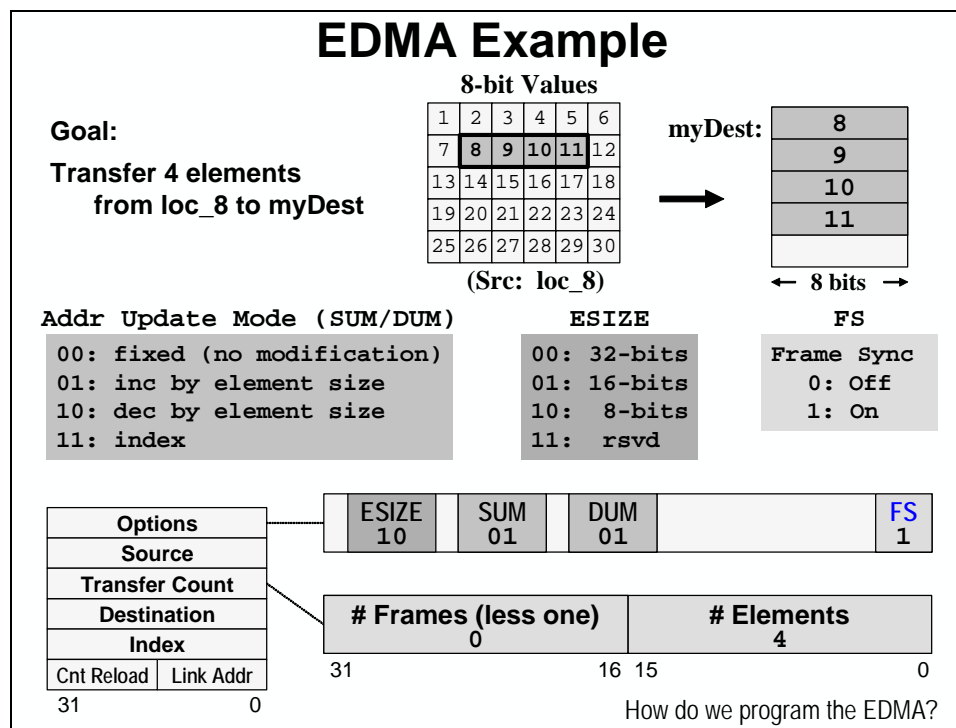 EDMA Example
8-bit Values
Goal:
Transfer 4 elements
from loc_8 to myDest
1 2 3 4 5 6
7 8 9 10 11 12
13 14 15 16 17 18
19 20 21 22 23 24
25 26 27 28 29 30
(Src: loc_8)
myDest:
8
9
10
11
8 bits
Addr Update Mode (SUM/DUM)
00: fixed (no modification)
01: inc by element size
10: dec by element size
11: index
ESIZE
00: 32-bits
01: 16-bits
10: 8-bits
11: rsvd
FS
Frame Sync
0: Off
1: On
Options
Source
Transfer Count
Destination
Index
Cnt Reload Link Addr
31 0
ESIZE SUM DUM FS
10 01 01 1
# Frames (less one) # Elements
0 4
31 16 15 0
How do we program the EDMA?